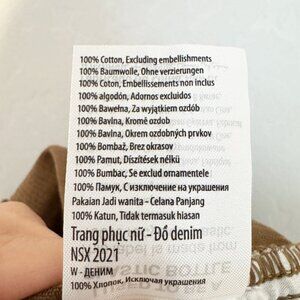 100% Cotton, Excluding embellishments
100% Baumwolle, Ohne verzierungen
100% Coton, Embellissements non inclus
100% algodón, Adornos excluidos
100% Bawełna, Za wyjątkiem ozdób
100% Bavlna, Kromě ozdob
100% Bavlna, Okrem ozdobných prvkov
100% Bombaž, Brez okrasov
100% Pamut, Díszítések nélkü
100% Bumbac, Se exclud ornamentele
100% Памук, С изключение на украшения
Pakaian Jadi wanita – Celana Panjang
100% Katun, Tidak termasuk hiasan
Trang phục nữ - Đồ denim
NSX 2021
W - ДЕНИМ
100% Хлопок, Исключая украшения